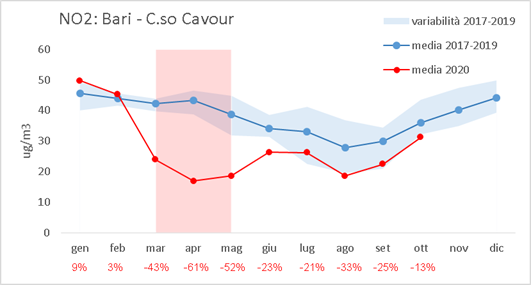 NO2: Bari - C.so Cavour
variabilità 2017-2019
media 2017-2019
media 2020
ug/m3
60
50
40
30
20
10
0
gen feb mar apr mag giu lug ago set ott nov dic
9% 3% -43% -61% -52% -23% -21% -33% -25% -13%